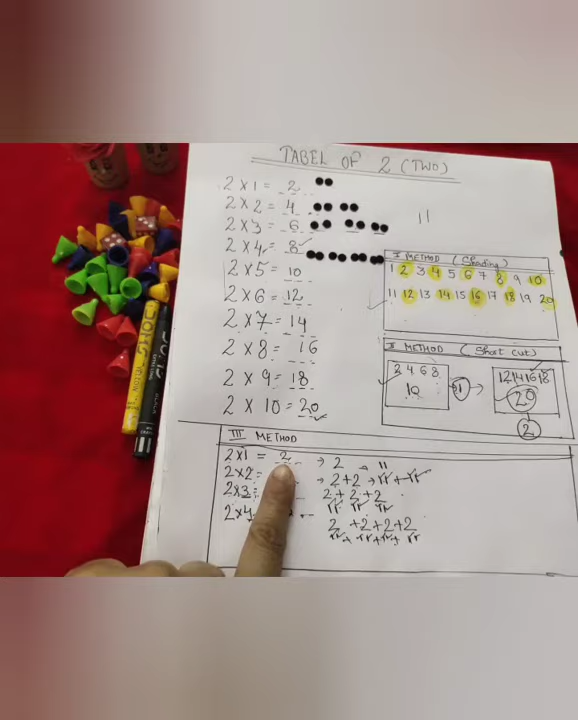 TABEL OF 2 (TWO)
2 X 1 = 2
2 X 2 = 4
2 X 3 = 6
2 X 4 = 8
2 X 5 = 10
2 X 6 = 12
2 X 7 = 14
2 X 8 = 16
2 X 9 = 18
2 X 10 = 20
I METHOD (Shading)
1 2 3 4 5 6 7 8 9 10
11 12 13 14 15 16 17 18 19 20
II METHOD (Short cut)
2 4 6 8
10
1
12 14 16 18
20
2
III METHOD
2x1 = 2 → 2 → 11
2x2 = → 2+2 →
2x3 = 2+2+2
2x4 2+2+2+2
DOMS